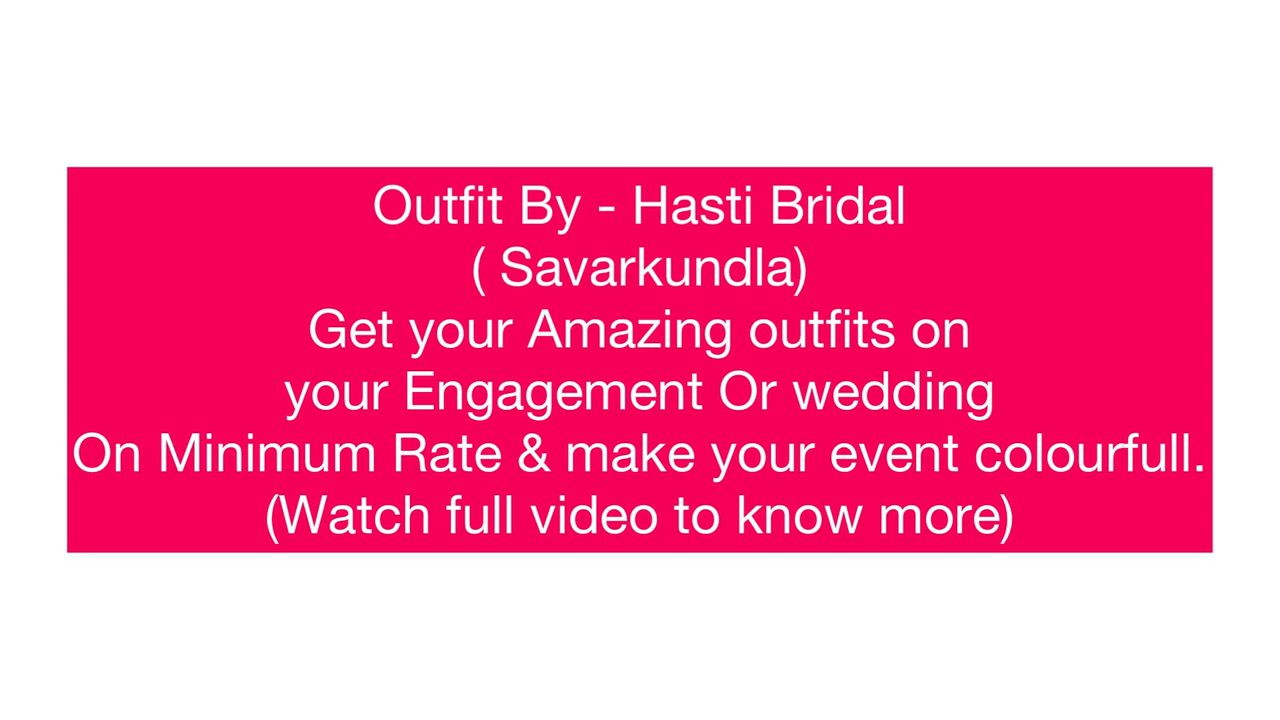 Outfit By - Hasti Bridal
( Savarkundla)
Get your Amazing outfits on
your Engagement Or wedding
On Minimum Rate & make your event colourfull.
(Watch full video to know more)